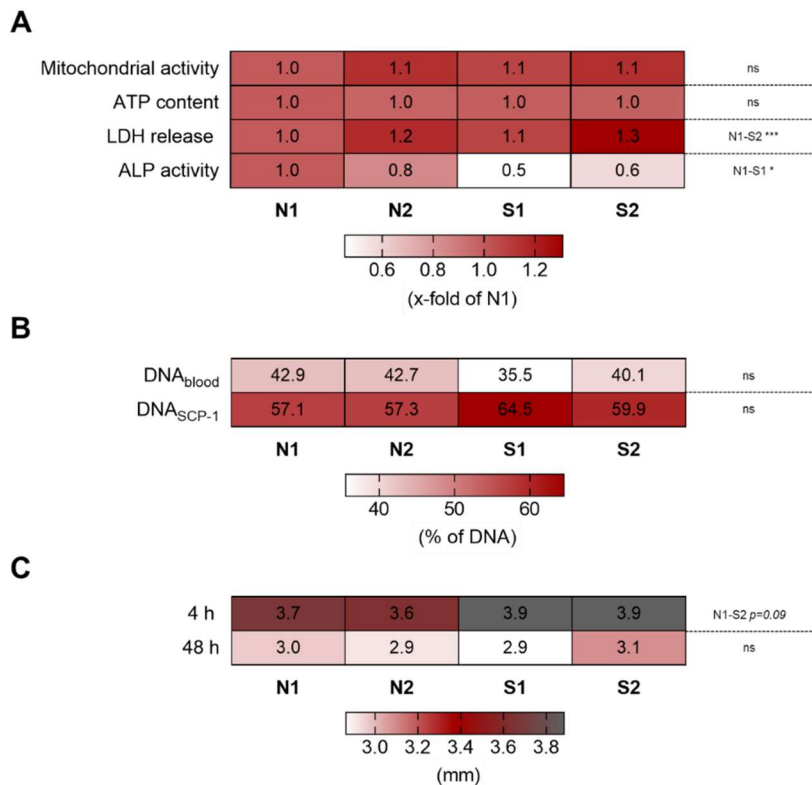 A
Mitochondrial activity 1.0 1.1 1.1 1.1 ns
ATP content 1.0 1.0 1.0 1.0 ns
LDH release 1.0 1.2 1.1 1.3 N1-S2 ***
ALP activity 1.0 0.8 0.5 0.6 N1-S1 *
N1 N2 S1 S2
0.6 0.8 1.0 1.2
(x-fold of N1)
B
DNAblood 42.9 42.7 35.5 40.1 ns
DNASCP-1 57.1 57.3 64.5 59.9 ns
N1 N2 S1 S2
40 50 60
(% of DNA)
C
4 h 3.7 3.6 3.9 3.9 N1-S2 p=0.09
48 h 3.0 2.9 2.9 3.1 ns
N1 N2 S1 S2
3.0 3.2 3.4 3.6 3.8
(mm)